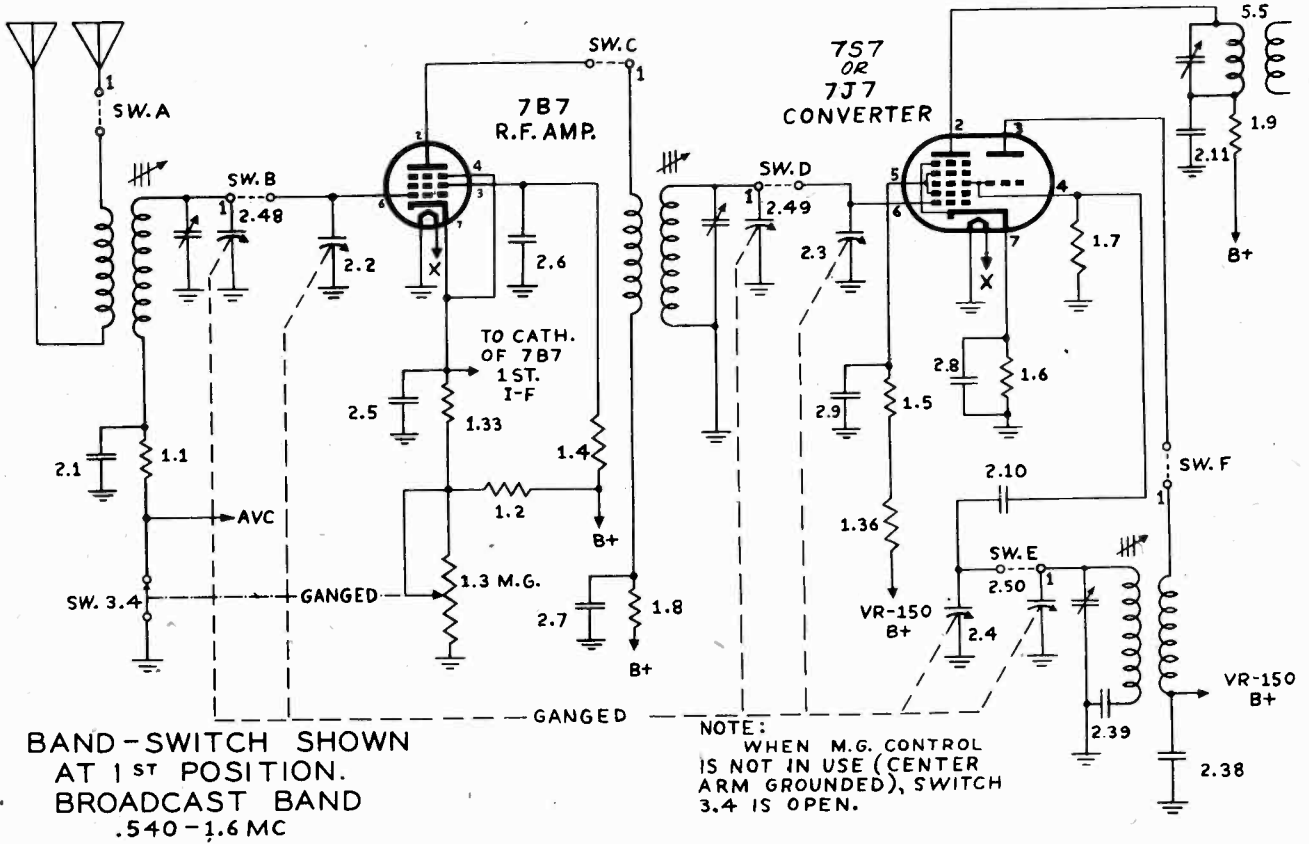 1
SW.A
SW.B
1
2.48
2.2
7B7
R.F. AMP.
2
4
3
6
7
X
2.6
SW.C
1
TO CATH.
OF 7B7
1ST.
I-F
2.5
1.33
1.4
1.2
B+
1.3 M.G.
2.1
1.1
AVC
SW. 3.4
GANGED
2.7
1.8
B+
SW.D
1
2.49
2.3
7S7
OR
7J7
CONVERTER
2
3
5
4
6
7
X
1.7
5.5
1.9
2.11
B+
2.8
1.6
2.9
1.5
1.36
VR-150
B+
2.10
SW.F
1
SW.E
2.50
1
2.4
2.39
VR-150
B+
2.38
GANGED
BAND-SWITCH SHOWN
AT 1ST POSITION.
BROADCAST BAND
.540-1.6 MC
NOTE:
WHEN M.G. CONTROL
IS NOT IN USE (CENTER
ARM GROUNDED), SWITCH
3.4 IS OPEN.